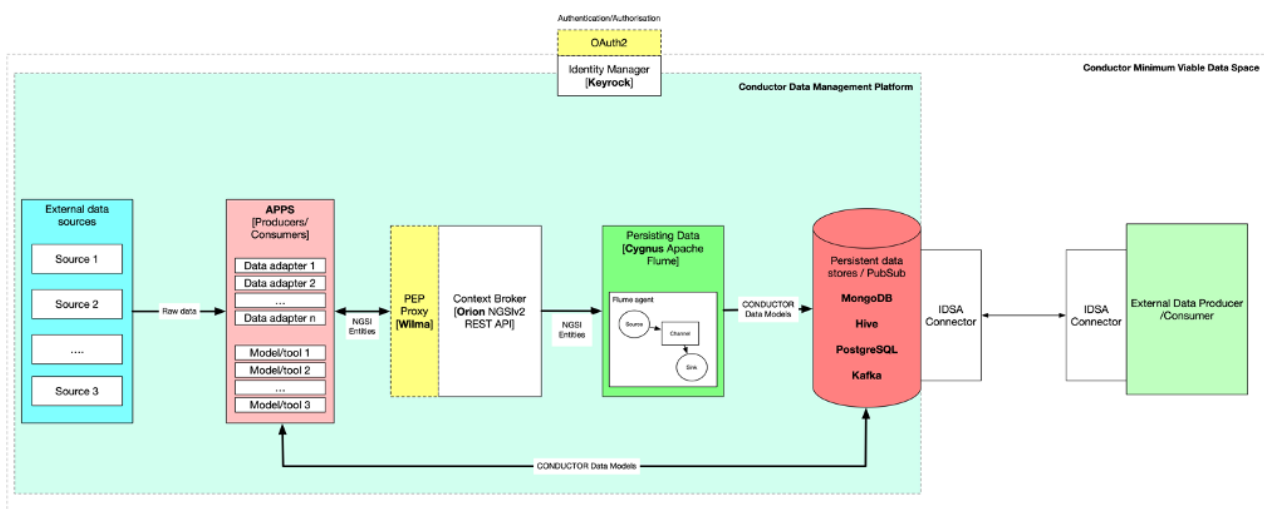 Authentication/Authorisation
OAuth2
Identity Manager
[Keyrock]
Conductor Minimum Viable Data Space
Conductor Data Management Platform
External data
sources
Source 1
Source 2
....
Source 3
Raw data
APPS
[Producers/
Consumers]
Data adapter 1
Data adapter 2
...
Data adapter n
Model/tool 1
Model/tool 2
...
Model/tool 3
NGSI
Entities
PEP
Proxy
[Wilma]
Context Broker
[Orion NGSIv2
REST API]
NGSI
Entities
Persisting Data
[Cygnus Apache
Flume]
Flume agent
Source
Channel
Sink
CONDUCTOR
Data Models
Persistent data
stores / PubSub
MongoDB
Hive
PostgreSQL
Kafka
IDSA
Connector
IDSA
Connector
External Data Producer
/Consumer
CONDUCTOR Data Models